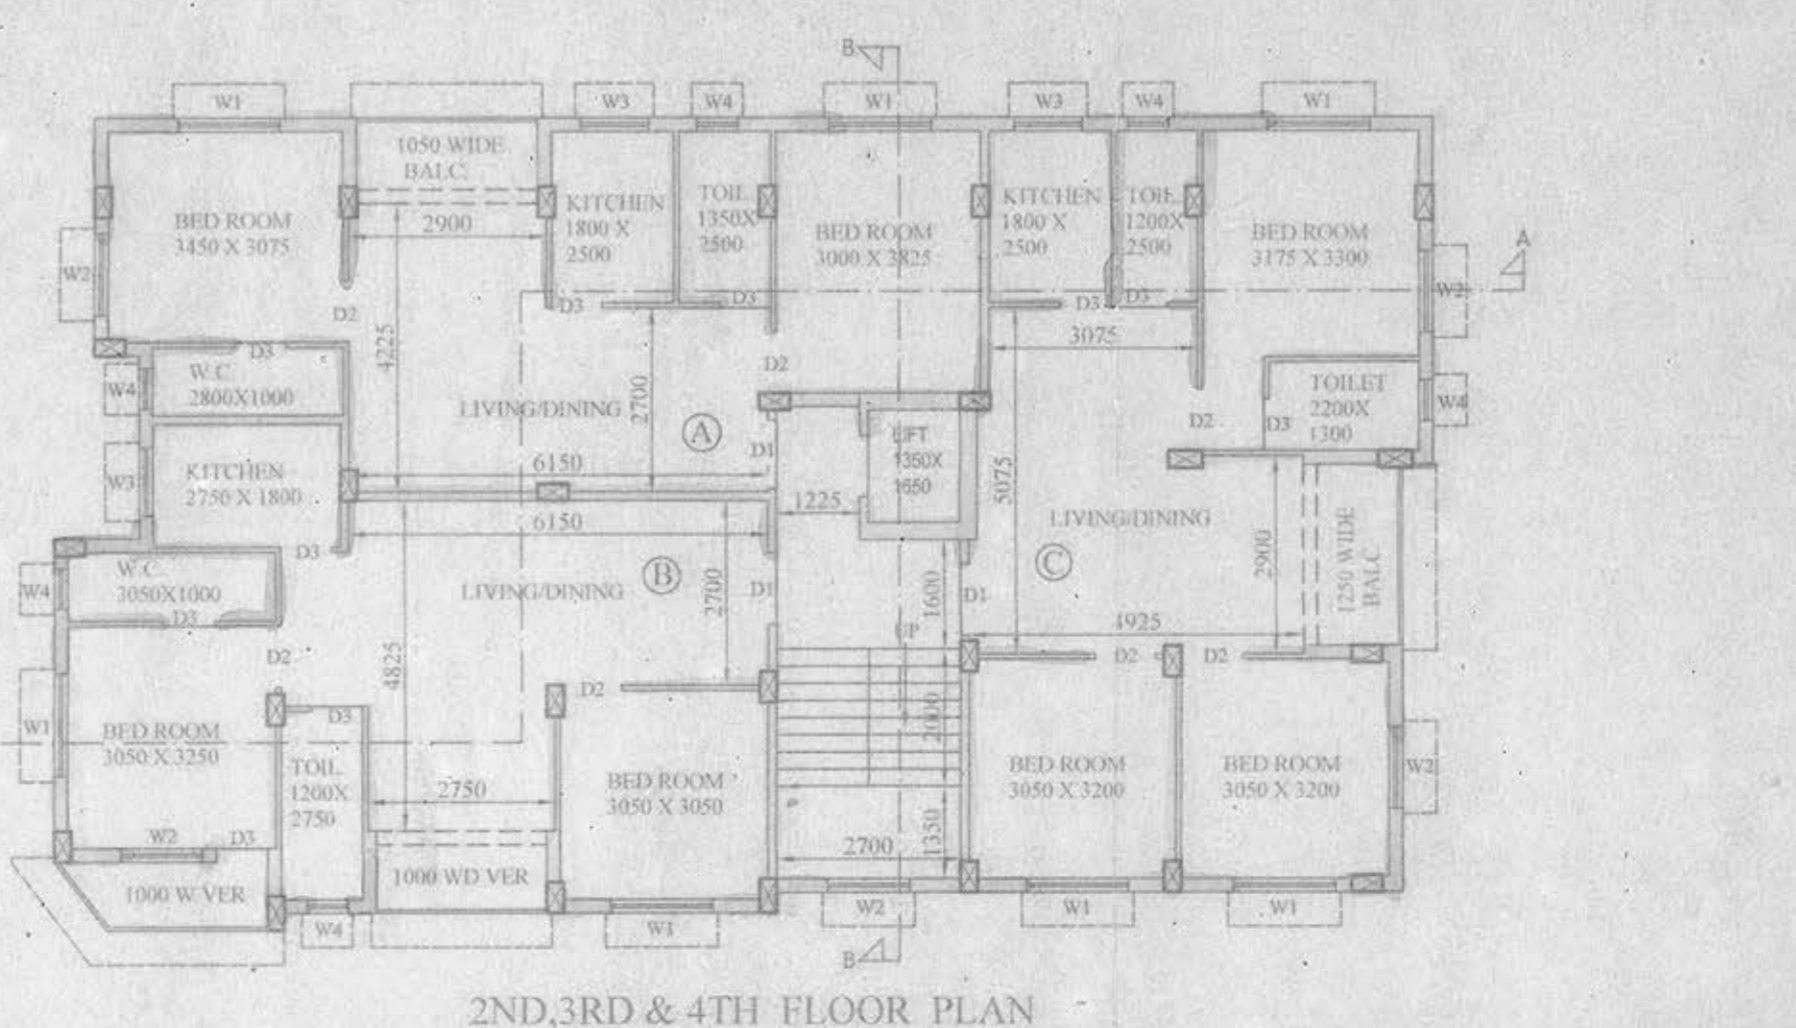 B
W1
W3
W4
W1
W3
W4
W1
1050 WIDE
BALC.
BED ROOM
3450 X 3075
2900
KITCHEN
1800 X
2500
TOIL.
1350X
2500
BED ROOM
3000 X 3825
KITCHEN
1800 X
2500
TOIL.
1200X
2500
BED ROOM
3175 X 3300
A
W2
W2
D2
D3
D3
D3
D3
4225
3075
D3
W.C.
2800X1000
W4
D2
2700
LIVING/DINING
A
TOILET
2200X
1300
W4
D2
D3
D1
LIFT
1350X
1650
KITCHEN
2750 X 1800
W3
6150
5075
1225
6150
LIVING/DINING
2900
1250 WIDE
BALC
D3
W.C.
3050X1000
W4
D3
LIVING/DINING
B
2700
D1
1600
D1
C
4925
UP
D2
4825
D2
D2
D2
D3
W1
BED ROOM
3050 X 3250
TOIL.
1200X
2750
2750
BED ROOM
3050 X 3050
2000
BED ROOM
3050 X 3200
BED ROOM
3050 X 3200
W2
W2
D3
2700
1350
1000 W VER
1000 WD VER
W4
W1
W2
W1
W1
B
2ND,3RD & 4TH FLOOR PLAN